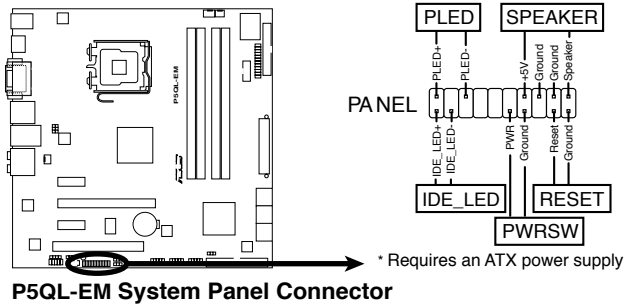 PLED
SPEAKER
PLED+
PLED-
+5V
Ground
Ground
Speaker
P5QL-EM
PANEL
IDE_LED+
IDE_LED-
PWR
Ground
Reset
Ground
IDE_LED
RESET
PWRSW
* Requires an ATX power supply
P5QL-EM System Panel Connector